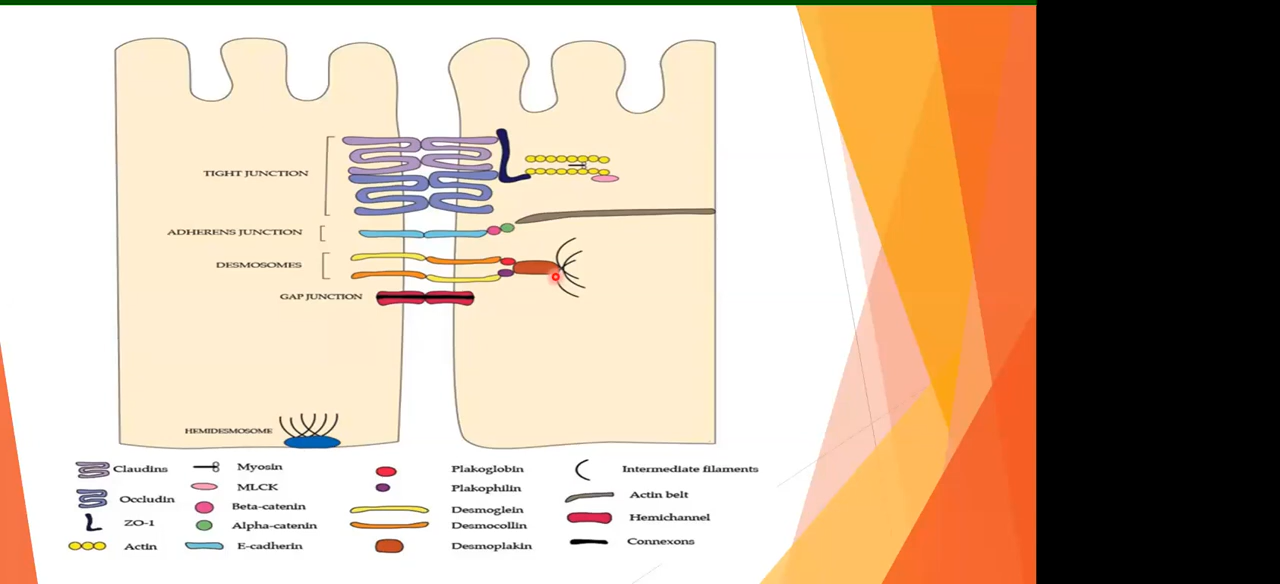 TIGHT JUNCTION
ADHERENS JUNCTION
DESMOSOMES
GAP JUNCTION
HEMIDESMOSOME
Claudins
Occludin
ZO-1
Actin
Myosin
MLCK
Beta-catenin
Alpha-catenin
E-cadherin
Plakoglobin
Plakophilin
Desmoglein
Desmocollin
Desmoplakin
Intermediate filaments
Actin belt
Hemichannel
Connexons